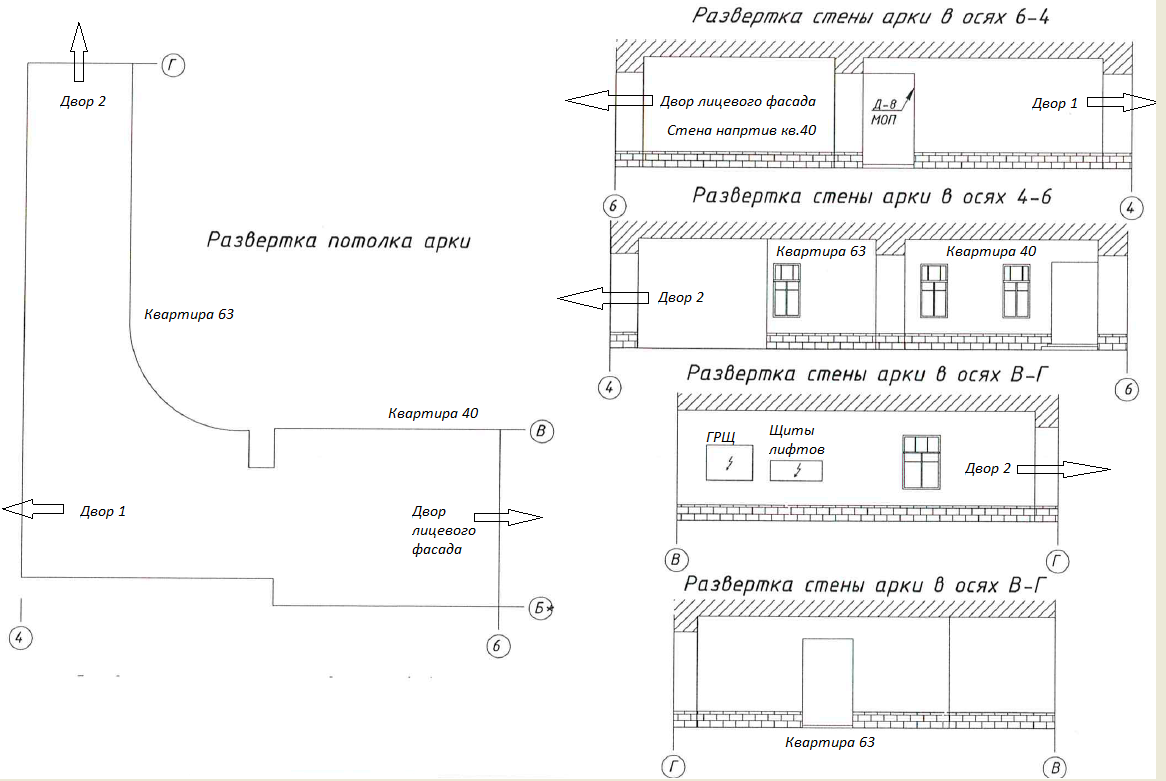 Двор 2
Г
Развертка потолка арки
Квартира 63
Квартира 40
В
Двор 1
Двор
лицевого
фасада
Б*
4
6
Развертка стены арки в осях 6-4
Двор лицевого фасада
Стена напртив кв.40
Д-8
МОП
Двор 1
6
4
Развертка стены арки в осях 4-6
Квартира 63
Квартира 40
Двор 2
4
6
Развертка стены арки в осях В-Г
ГРЩ
Щиты
лифтов
Двор 2
В
Г
Развертка стены арки в осях В-Г
Квартира 63
Г
В